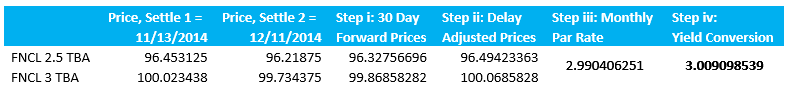 Price, Settle 1 = Price, Settle 2 = Step i: 30 Day Step ii: Delay Step iii: Monthly Step iv:
11/13/2014 12/11/2014 Forward Prices Adjusted Prices Par Rate Yield Conversion
FNCL 2.5 TBA 96.453125 96.21875 96.32756696 96.49423363
2.990406251 3.009098539
FNCL 3 TBA 100.023438 99.734375 99.86858282 100.0685828